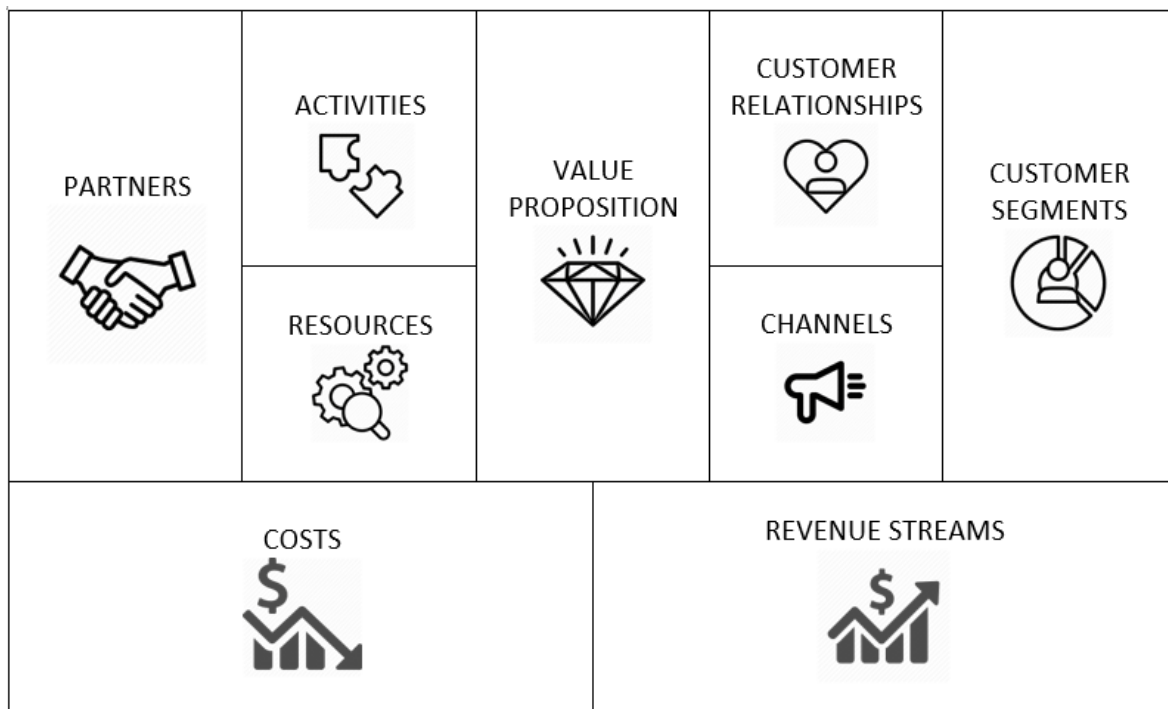 PARTNERS
ACTIVITIES
RESOURCES
VALUE
PROPOSITION
CUSTOMER
RELATIONSHIPS
CHANNELS
CUSTOMER
SEGMENTS
COSTS
$
REVENUE STREAMS
$